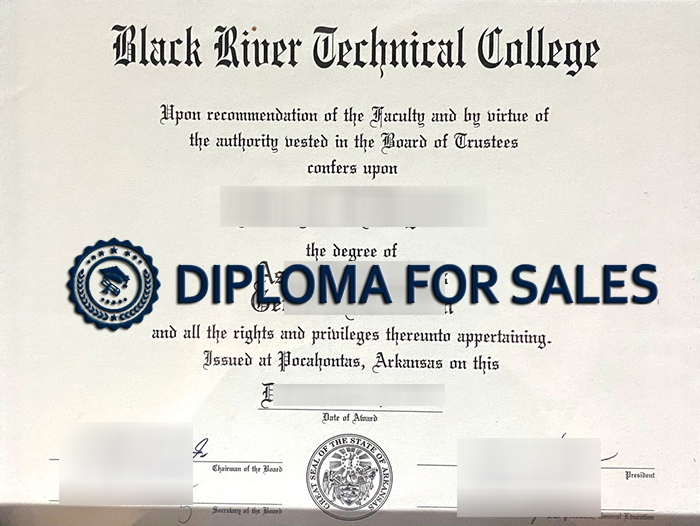 Black River Technical College
Upon recommendation of the Faculty and by virtue of
the authority vested in the Board of Trustees
confers upon
the degree of
DIPLOMA FOR SALES
and all the rights and privileges thereunto appertaining.
Issued at Pocahontas, Arkansas on this
Date of Award
GREAT SEAL OF THE STATE OF ARKANSAS
Chairman of the Board
President
Secretary of the Board
General Education